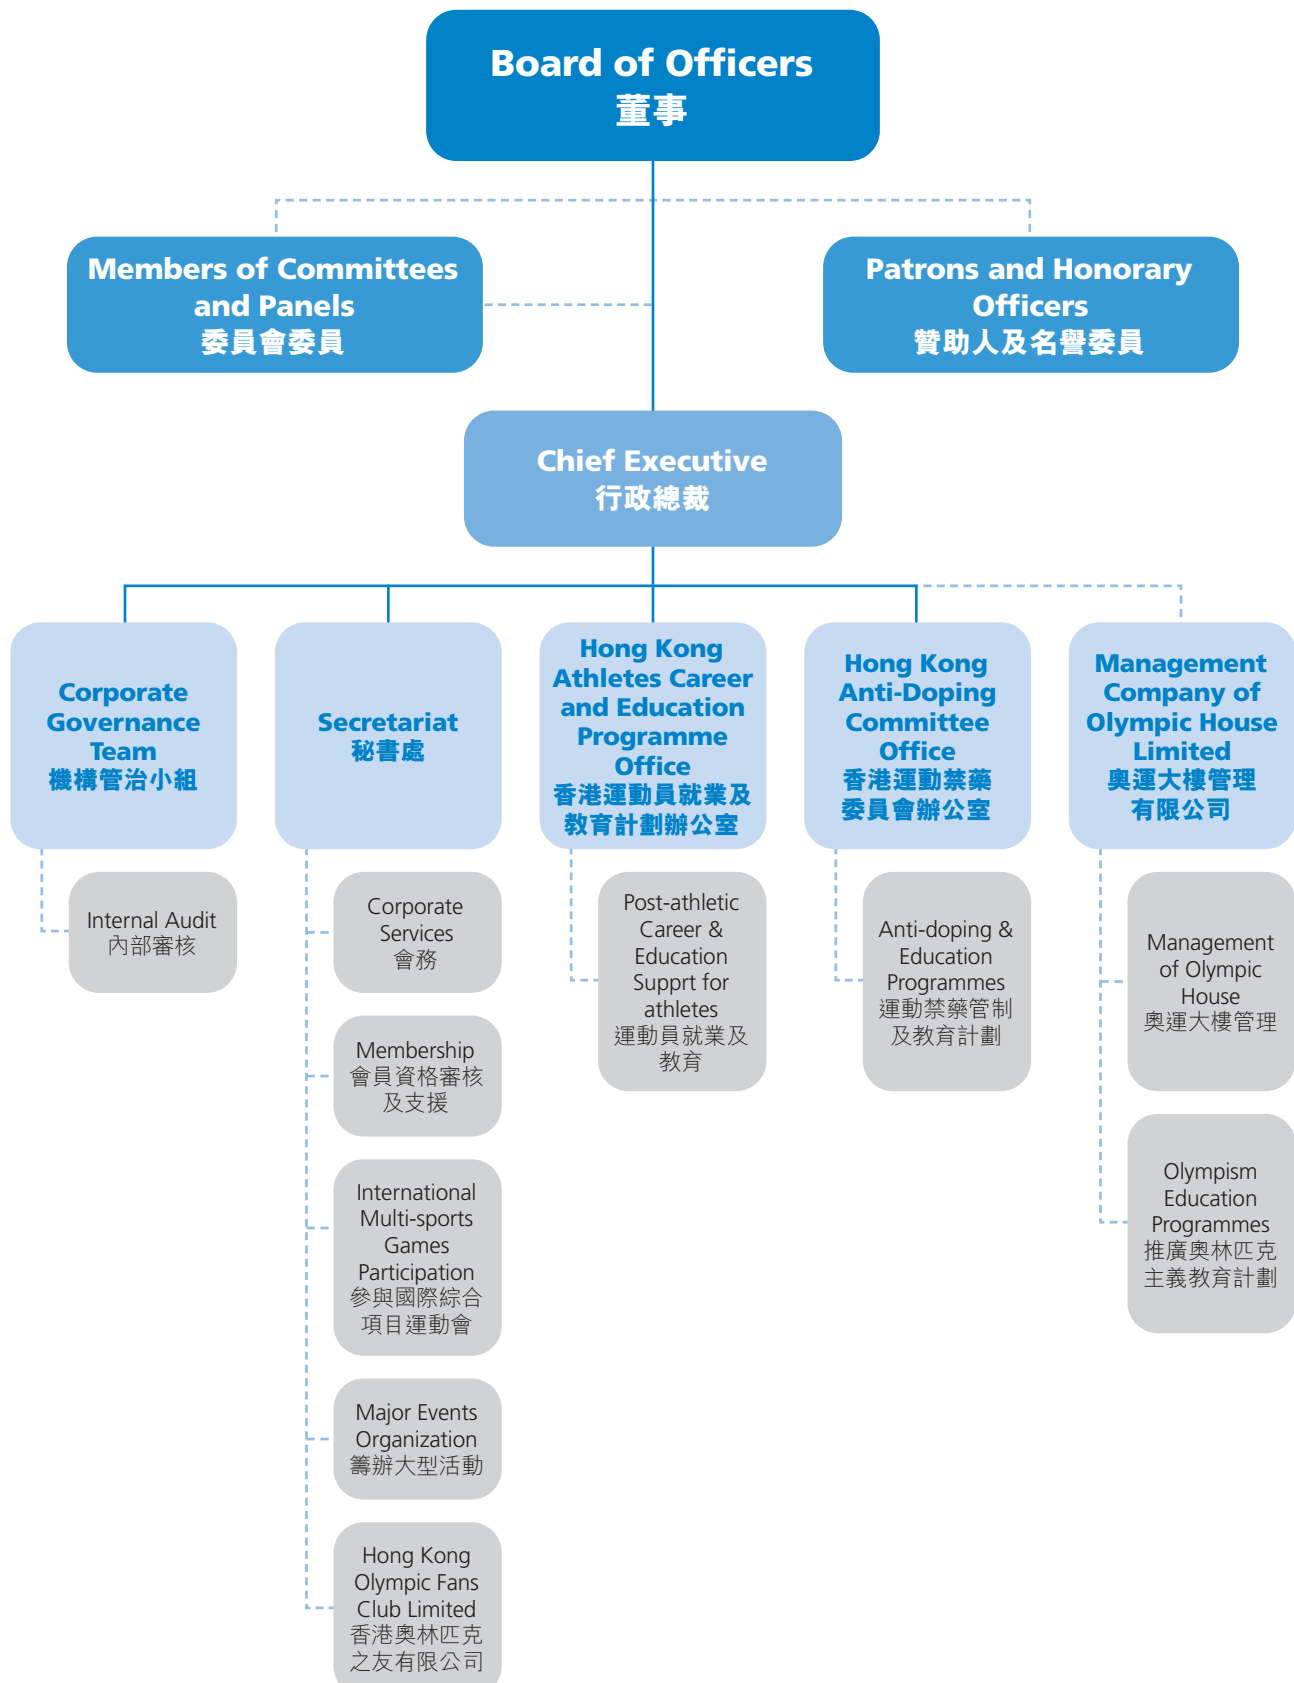 Board of Officers
董事
Members of Committees
and Panels
委員會委員
Patrons and Honorary
Officers
贊助人及名譽委員
Chief Executive
行政總裁
Corporate
Governance
Team
機構管治小組
Secretariat
秘書處
Hong Kong
Athletes Career
and Education
Programme
Office
香港運動員就業及
教育計劃辦公室
Hong Kong
Anti-Doping
Committee
Office
香港運動禁藥
委員會辦公室
Management
Company of
Olympic House
Limited
奧運大樓管理
有限公司
Internal Audit
內部審核
Corporate
Services
會務
Membership
會員資格審核
及支援
International
Multi-sports
Games
Participation
參與國際綜合
項目運動會
Major Events
Organization
籌辦大型活動
Hong Kong
Olympic Fans
Club Limited
香港奧林匹克
之友有限公司
Post-athletic
Career &
Education
Supprt for
athletes
運動員就業及
教育
Anti-doping &
Education
Programmes
運動禁藥管制
及教育計劃
Management
of Olympic
House
奧運大樓管理
Olympism
Education
Programmes
推廣奧林匹克
主義教育計劃